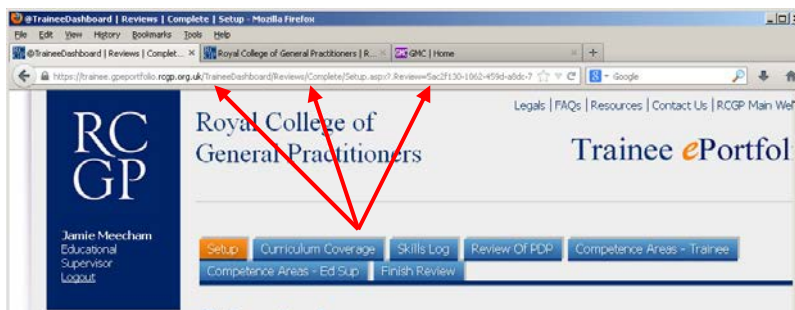 @TraineeDashboard | Reviews | Complete | Setup - Mozilla Firefox
File Edit View History Bookmarks Tools Help
@TraineeDashboard | Reviews | Complet... × Royal College of General Practitioners | R... × GMC | Home × +
https://trainee.gpeportfolio.rcgp.org.uk/TraineeDashboard/Reviews/Complete/Setup.aspx?.Review=5ac2f130-1062-459d-a8dc-7 Google
Legals | FAQs | Resources | Contact Us | RCGP Main Web
RC
GP
Royal College of
General Practitioners
Trainee ePortfol
Jamie Meecham
Educational
Supervisor
Logout
Setup Curriculum Coverage Skills Log Review Of PDP Competence Areas - Trainee
Competence Areas - Ed Sup Finish Review